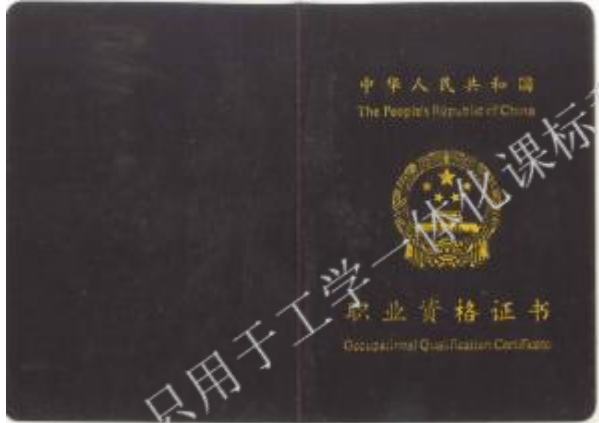 中华人民共和国
The People's Republic of China
职业资格证书
Occupational Qualification Certificate
只用于工学一体化课标